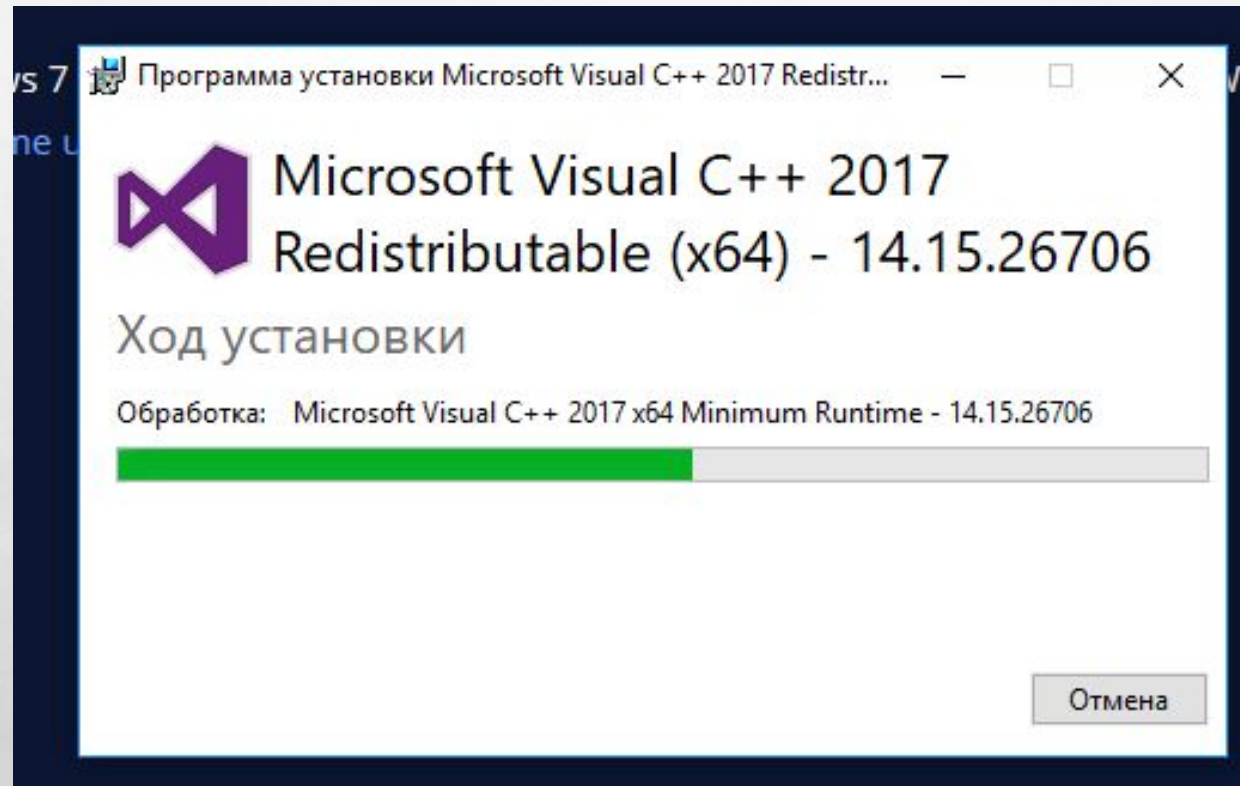 Программа установки Microsoft Visual C++ 2017 Redistr...
Microsoft Visual C++ 2017
Redistributable (x64) - 14.15.26706
Ход установки
Обработка: Microsoft Visual C++ 2017 x64 Minimum Runtime - 14.15.26706
Отмена